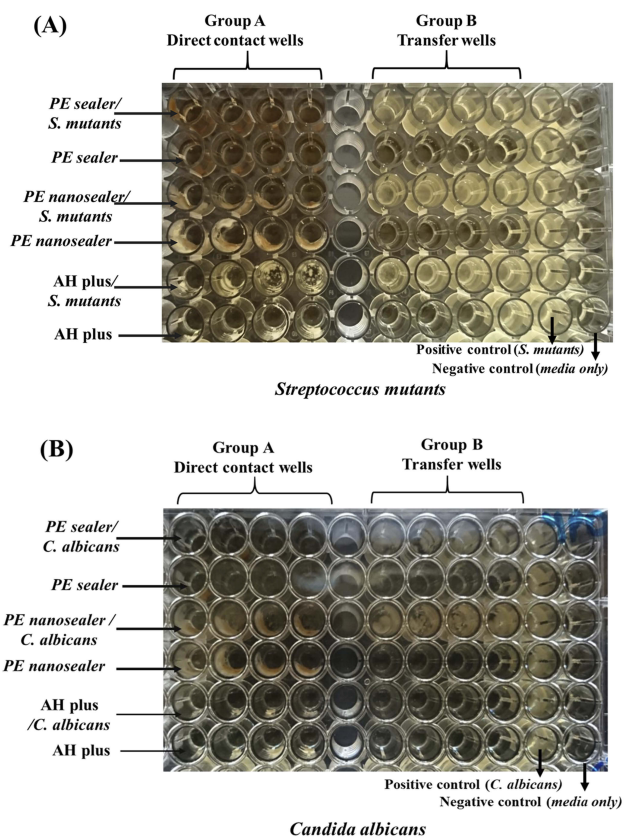 (A)
Group A
Direct contact wells
Group B
Transfer wells
PE sealer/
S. mutants
PE sealer
PE nanosealer/
S. mutants
PE nanosealer
AH plus/
S. mutants
AH plus
Positive control (S. mutants)
Negative control (media only)
Streptococcus mutants
(B)
Group A
Direct contact wells
Group B
Transfer wells
PE sealer/
C. albicans
PE sealer
PE nanosealer /
C. albicans
PE nanosealer
AH plus
/C. albicans
AH plus
Positive control (C. albicans)
Negative control (media only)
Candida albicans